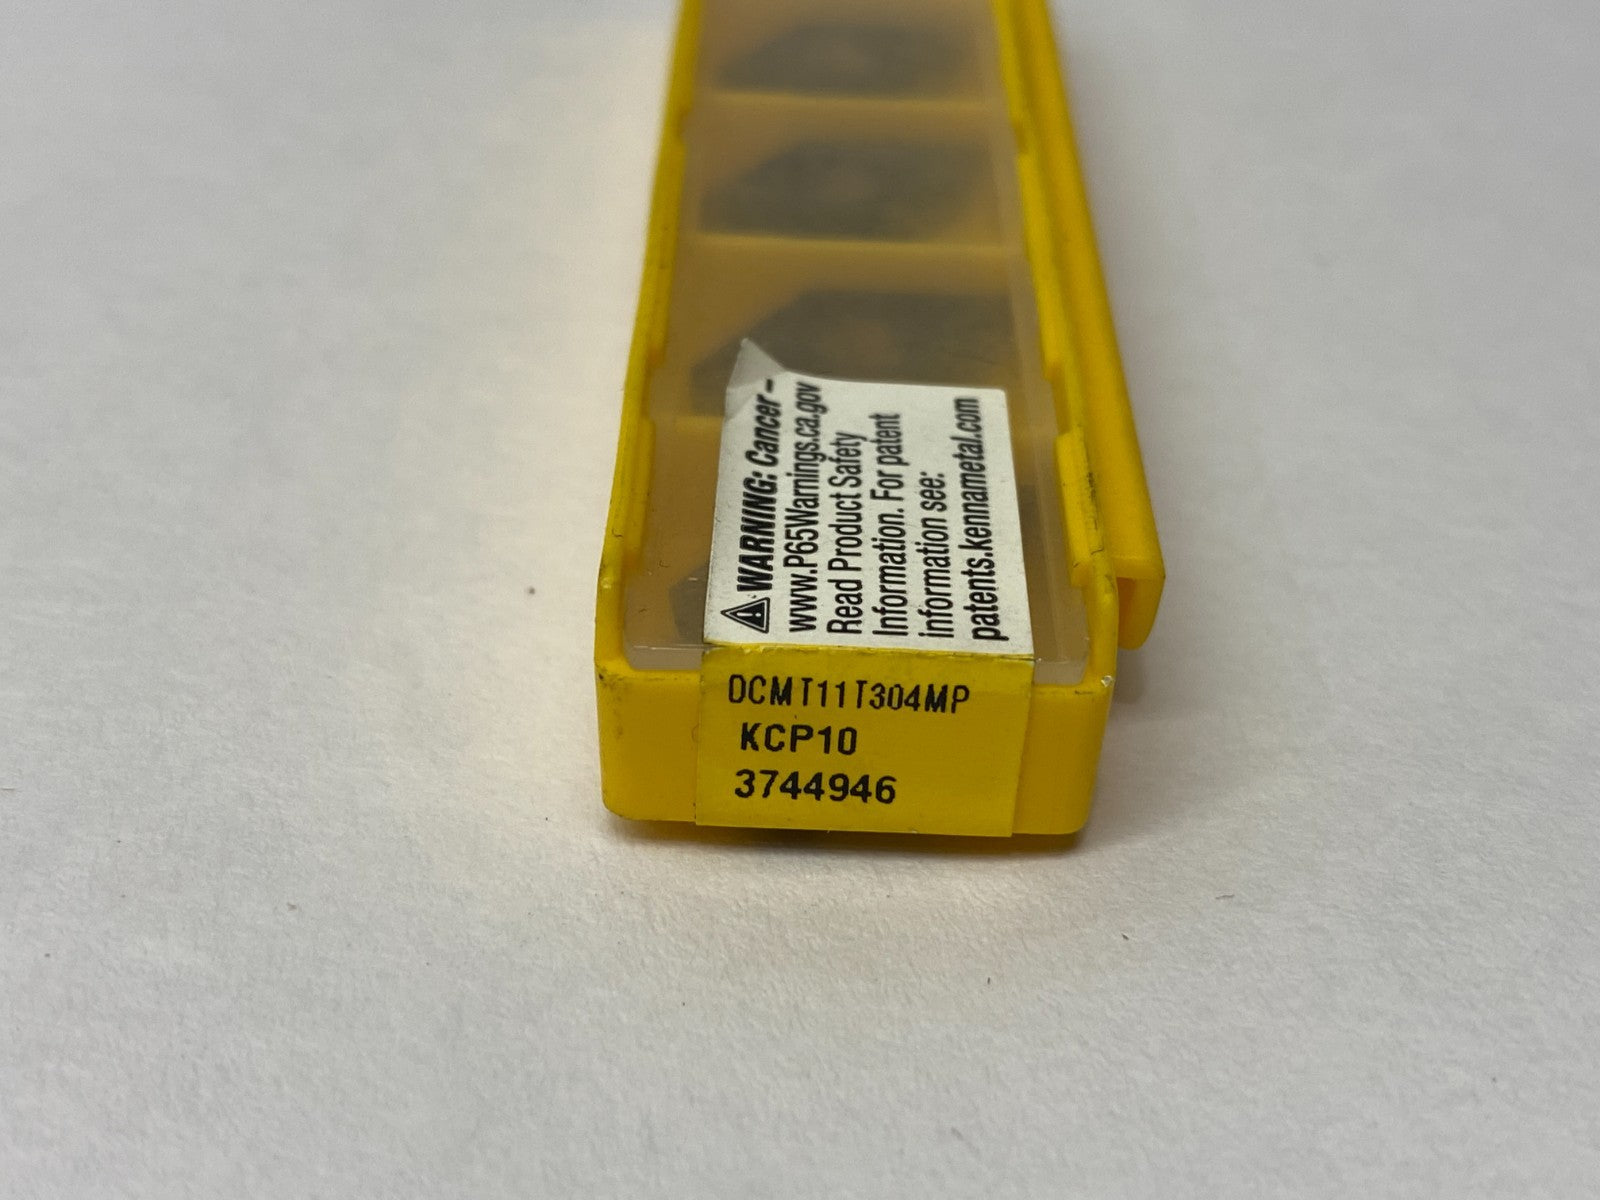 WARNING: Cancer –
www.P65Warnings.ca.gov
Read Product Safety
Information. For patent
information see:
patents.kennametal.com
DCMT11T304MP
KCP10
3744946